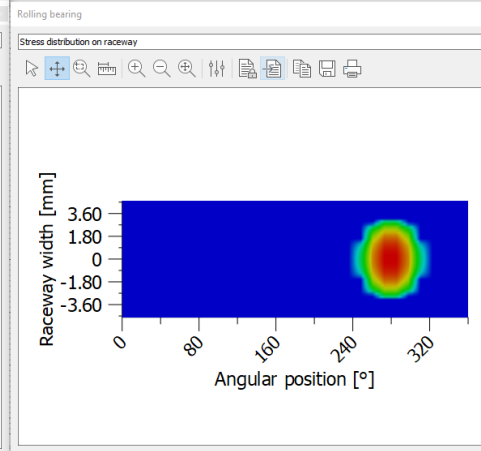 Rolling bearing
Stress distribution on raceway
Raceway width [mm]
3.60
1.80
0
-1.80
-3.60
0
80
160
240
320
Angular position [°]